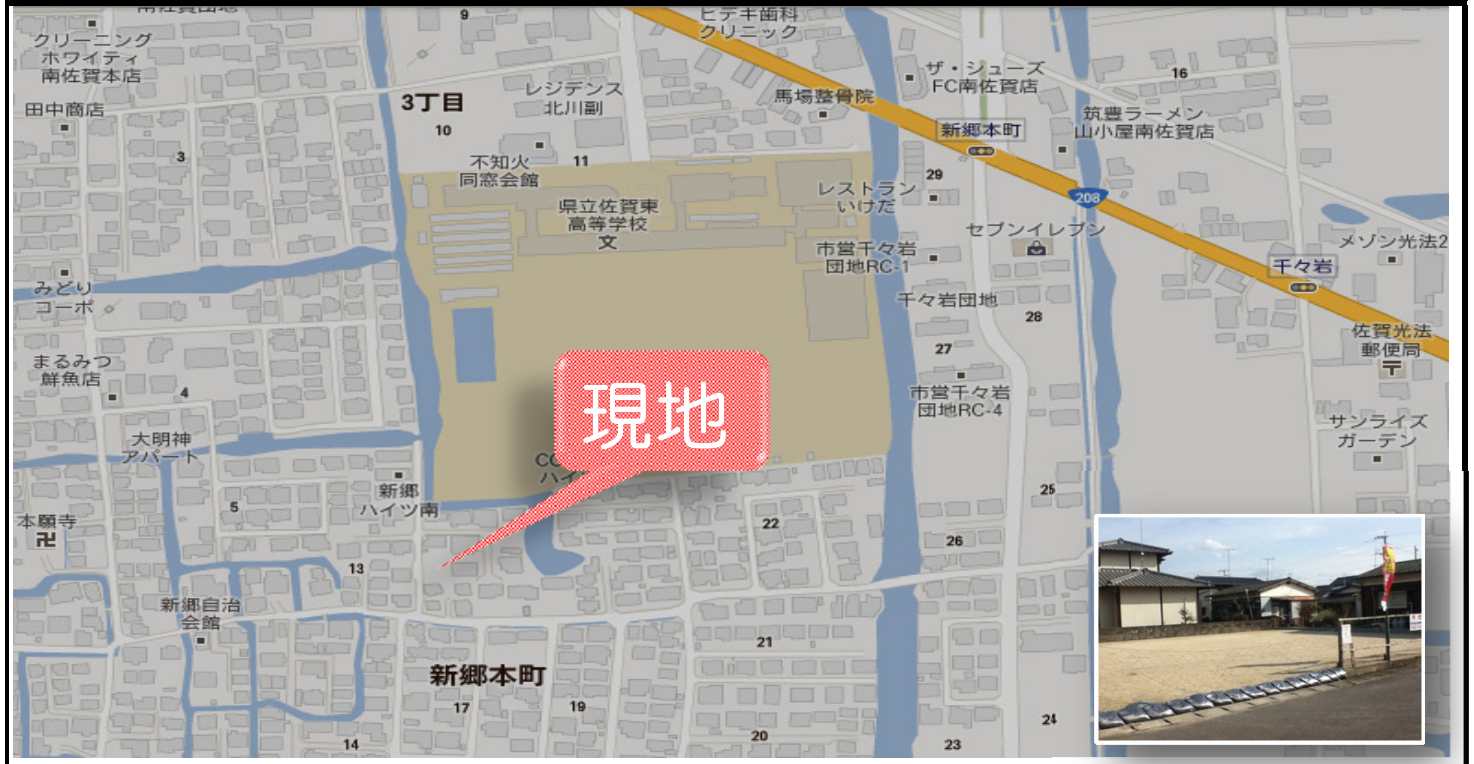 南佐賀団地
9
ヒデキ歯科
クリニック
クリーニング
ホワイティ
南佐賀本店
田中商店
3
3丁目
10
レジデンス
北川副
11
不知火
同窓会館
馬場整骨院
ザ・シューズ
FC南佐賀店
16
筑豊ラーメン
山小屋南佐賀店
新郷本町
29
208
県立佐賀東
高等学校
文
レストラン
いけだ
セブンイレブン
市営千々岩
団地RC-1
メゾン光法2
千々岩
みどり
コーポ
千々岩団地
28
佐賀光法
郵便局
〒
まるみつ
鮮魚店
4
27
市営千々岩
団地RC-4
現地
サンライズ
ガーデン
大明神
アパート
CO
ハイ
新郷
ハイツ南
25
5
本願寺
卍
22
26
13
新郷自治
会館
21
新郷本町
17
19
14
20
23
24